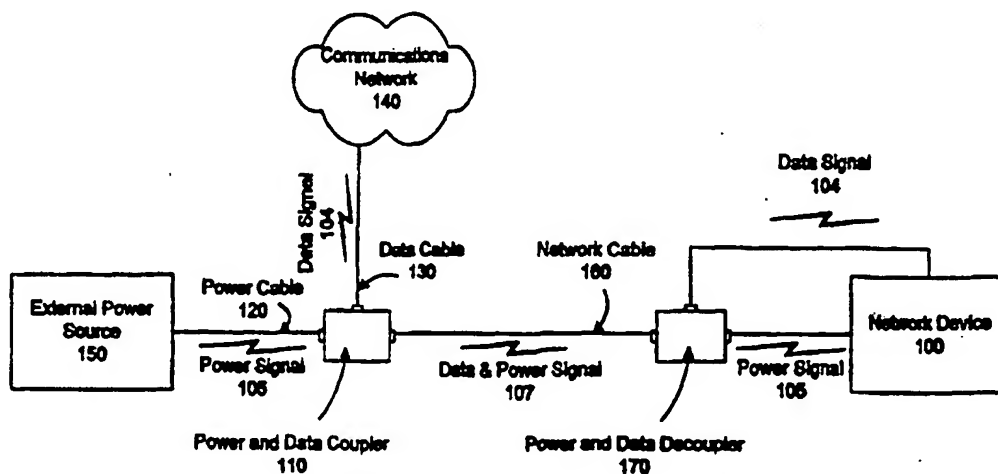 Communications
Network
140
Data Signal
104
Data Signal
104
Data Cable
130
Network Cable
160
Power Cable
120
External Power
Source
150
Network Device
100
Power Signal
105
Data & Power Signal
107
Power Signal
105
Power and Data Coupler
110
Power and Data Decoupler
170